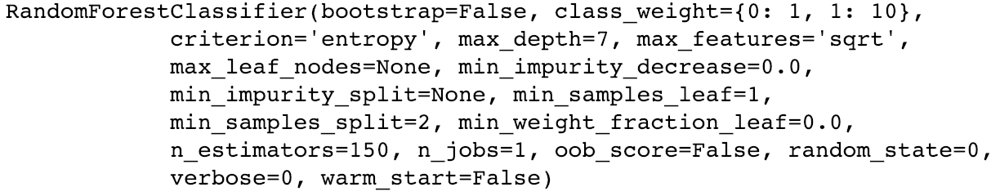 RandomForestClassifier(bootstrap=False, class_weight={0: 1, 1: 10},
criterion='entropy', max_depth=7, max_features='sqrt',
max_leaf_nodes=None, min_impurity_decrease=0.0,
min_impurity_split=None, min_samples_leaf=1,
min_samples_split=2, min_weight_fraction_leaf=0.0,
n_estimators=150, n_jobs=1, oob_score=False, random_state=0,
verbose=0, warm_start=False)